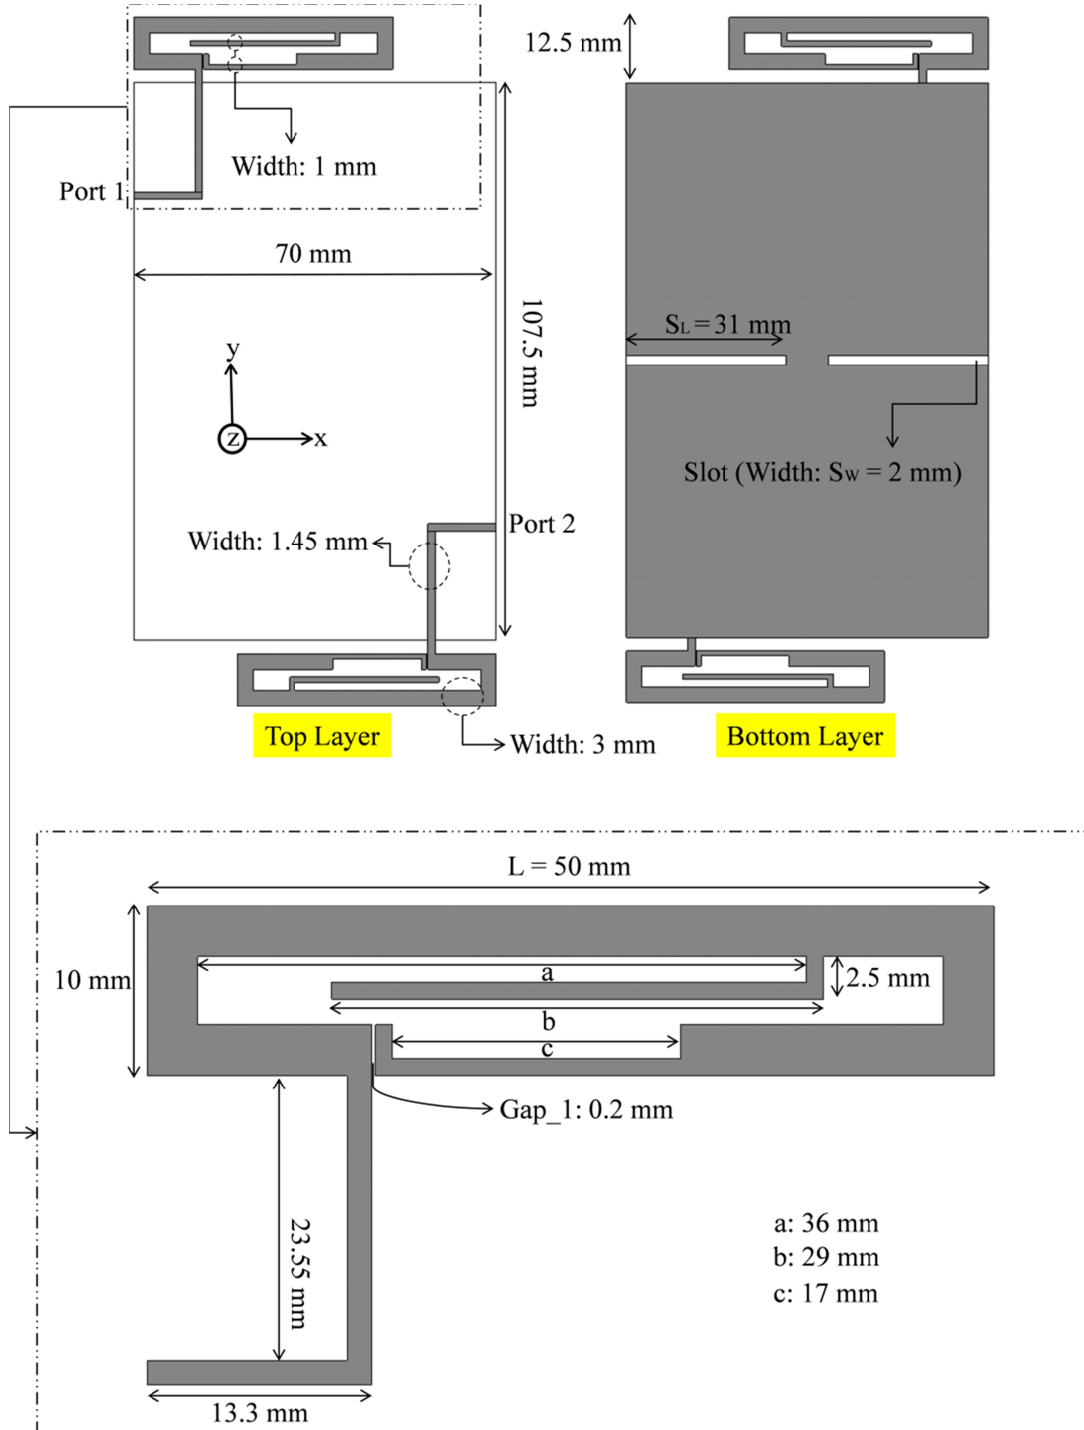 12.5 mm
Width: 1 mm
Port 1
70 mm
107.5 mm
SL = 31 mm
y
z
x
Slot (Width: SW = 2 mm)
Port 2
Width: 1.45 mm
Top Layer
Width: 3 mm
Bottom Layer
L = 50 mm
10 mm
a
2.5 mm
b
c
Gap_1: 0.2 mm
23.55 mm
a: 36 mm
b: 29 mm
c: 17 mm
13.3 mm